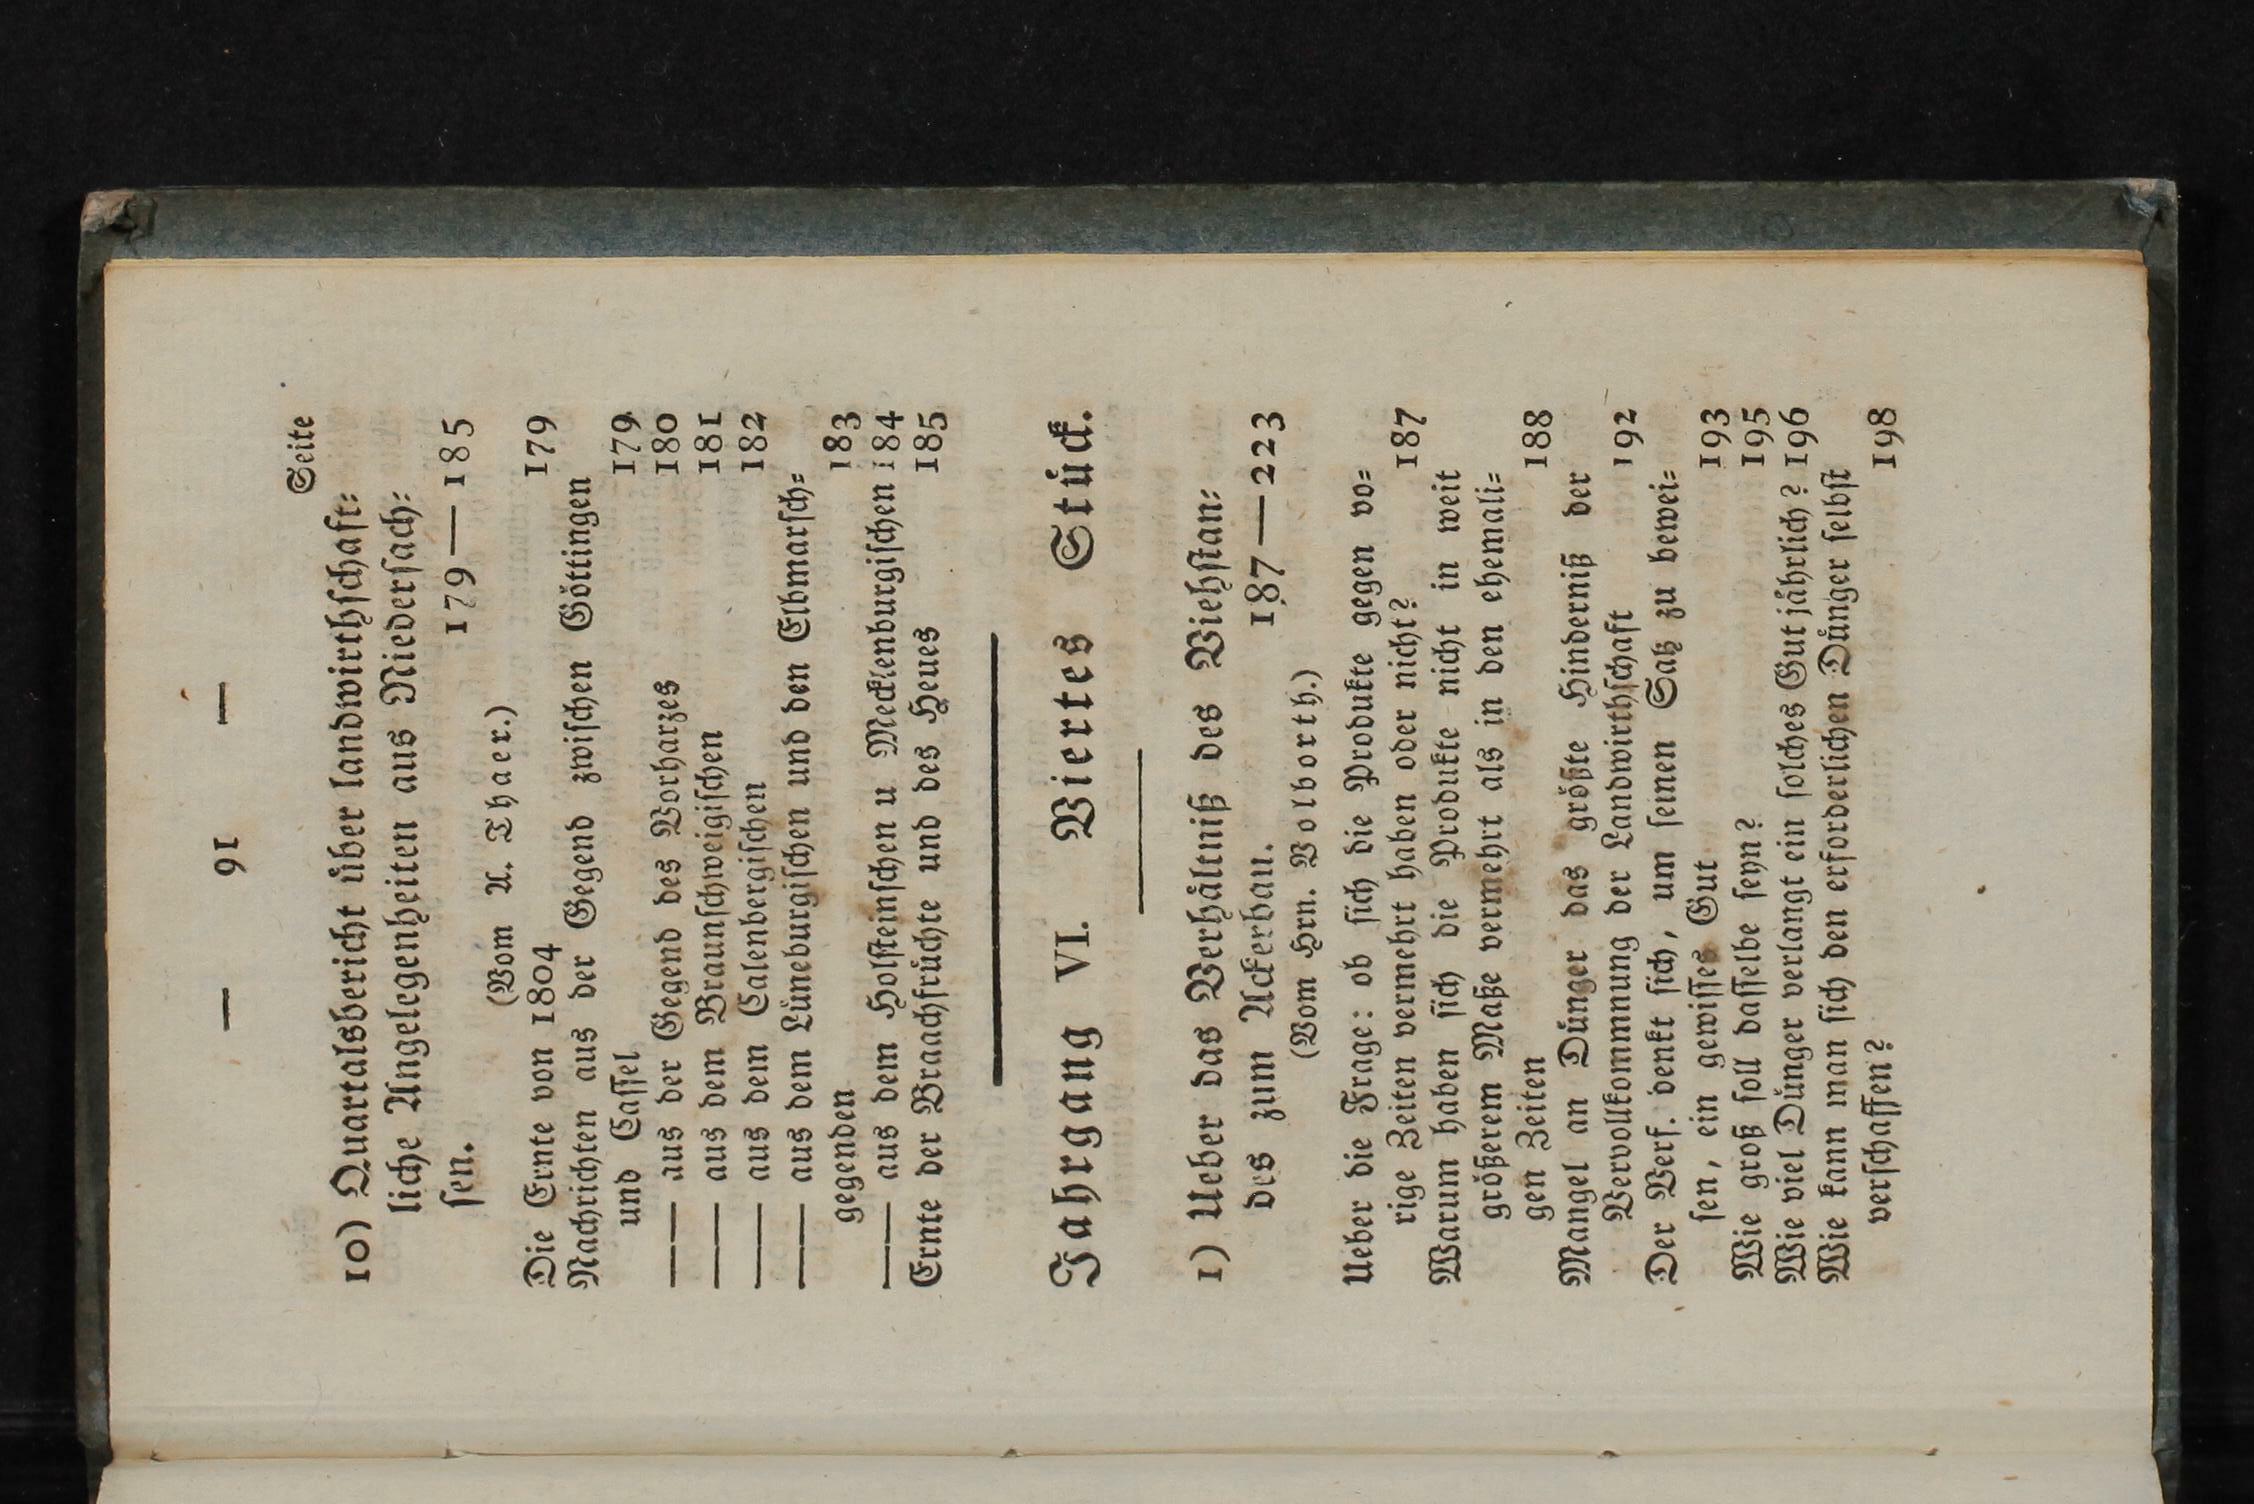 — 91 —
Seite
10) Quartalsbericht über landwirthschaft⸗
liche Angelegenheiten aus Niedersach⸗
sen. 179—185
(Vom A. Thaer.)
Die Ernte von 1804 179
Nachrichten aus der Gegend zwischen Göttingen
und Cassel 179
—— aus der Gegend des Vorharzes 180
—— aus dem Braunschweigischen 181
—— aus dem Calenbergischen 182
—— aus dem Lüneburgischen und den Elbmarsch⸗
gegenden 183
—— aus dem Holsteinschen u Mecklenburgischen 184
Ernte der Braachfrüchte und des Heues 185
Jahrgang VI. Viertes Stück.
1) Ueber das Verhältniß des Viehstan⸗
des zum Ackerbau. 187—223
(Vom Hrn. Volborth.)
Ueber die Frage: ob sich die Produkte gegen vo⸗
rige Zeiten vermehrt haben oder nicht? 187
Warum haben sich die Produkte nicht in weit
größerem Maße vermehrt als in den ehemali⸗
gen Zeiten 188
Mangel an Dünger das größte Hinderniß der
Vervollkommnung der Landwirthschaft 192
Der Verf. denkt sich, um seinen Satz zu bewei⸗
sen, ein gewisses Gut 193
Wie groß soll dasselbe seyn? 195
Wie viel Dünger verlangt ein solches Gut jährlich? 196
Wie kann man sich den erforderlichen Dünger selbst
verschaffen? 198